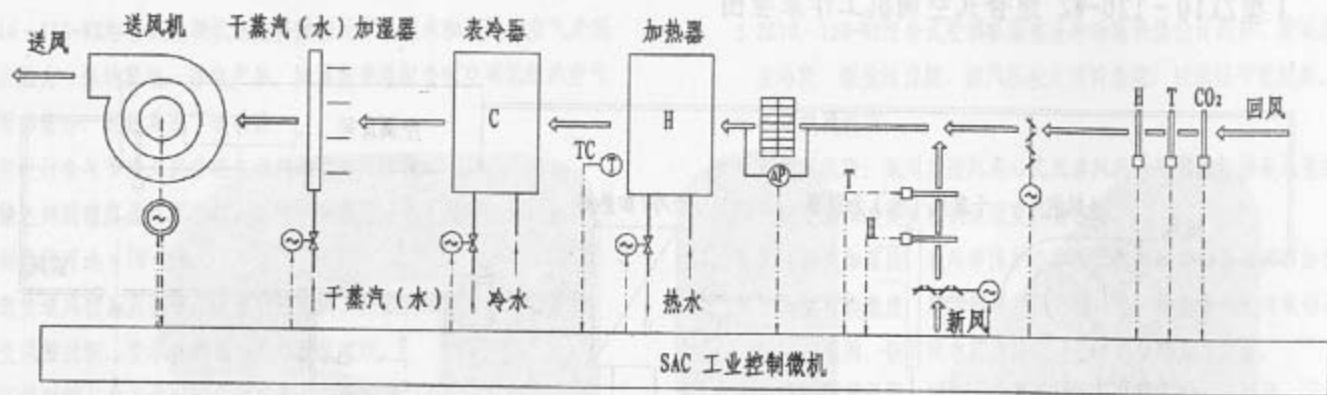 送风
送风机
干蒸汽（水）加湿器
表冷器
加热器
H T CO₂
回风
C
H
TC
T
ΔP
T
H
干蒸汽（水）
冷水
热水
新风
SAC 工业控制微机